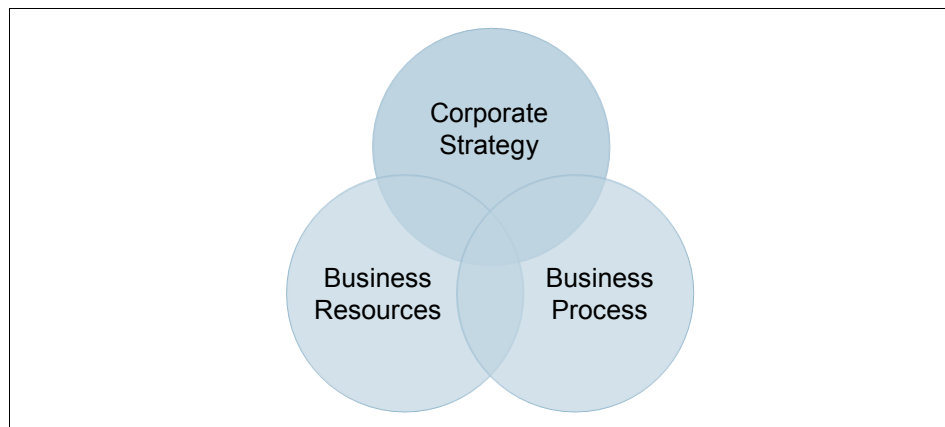 Corporate
Strategy
Business
Resources
Business
Process